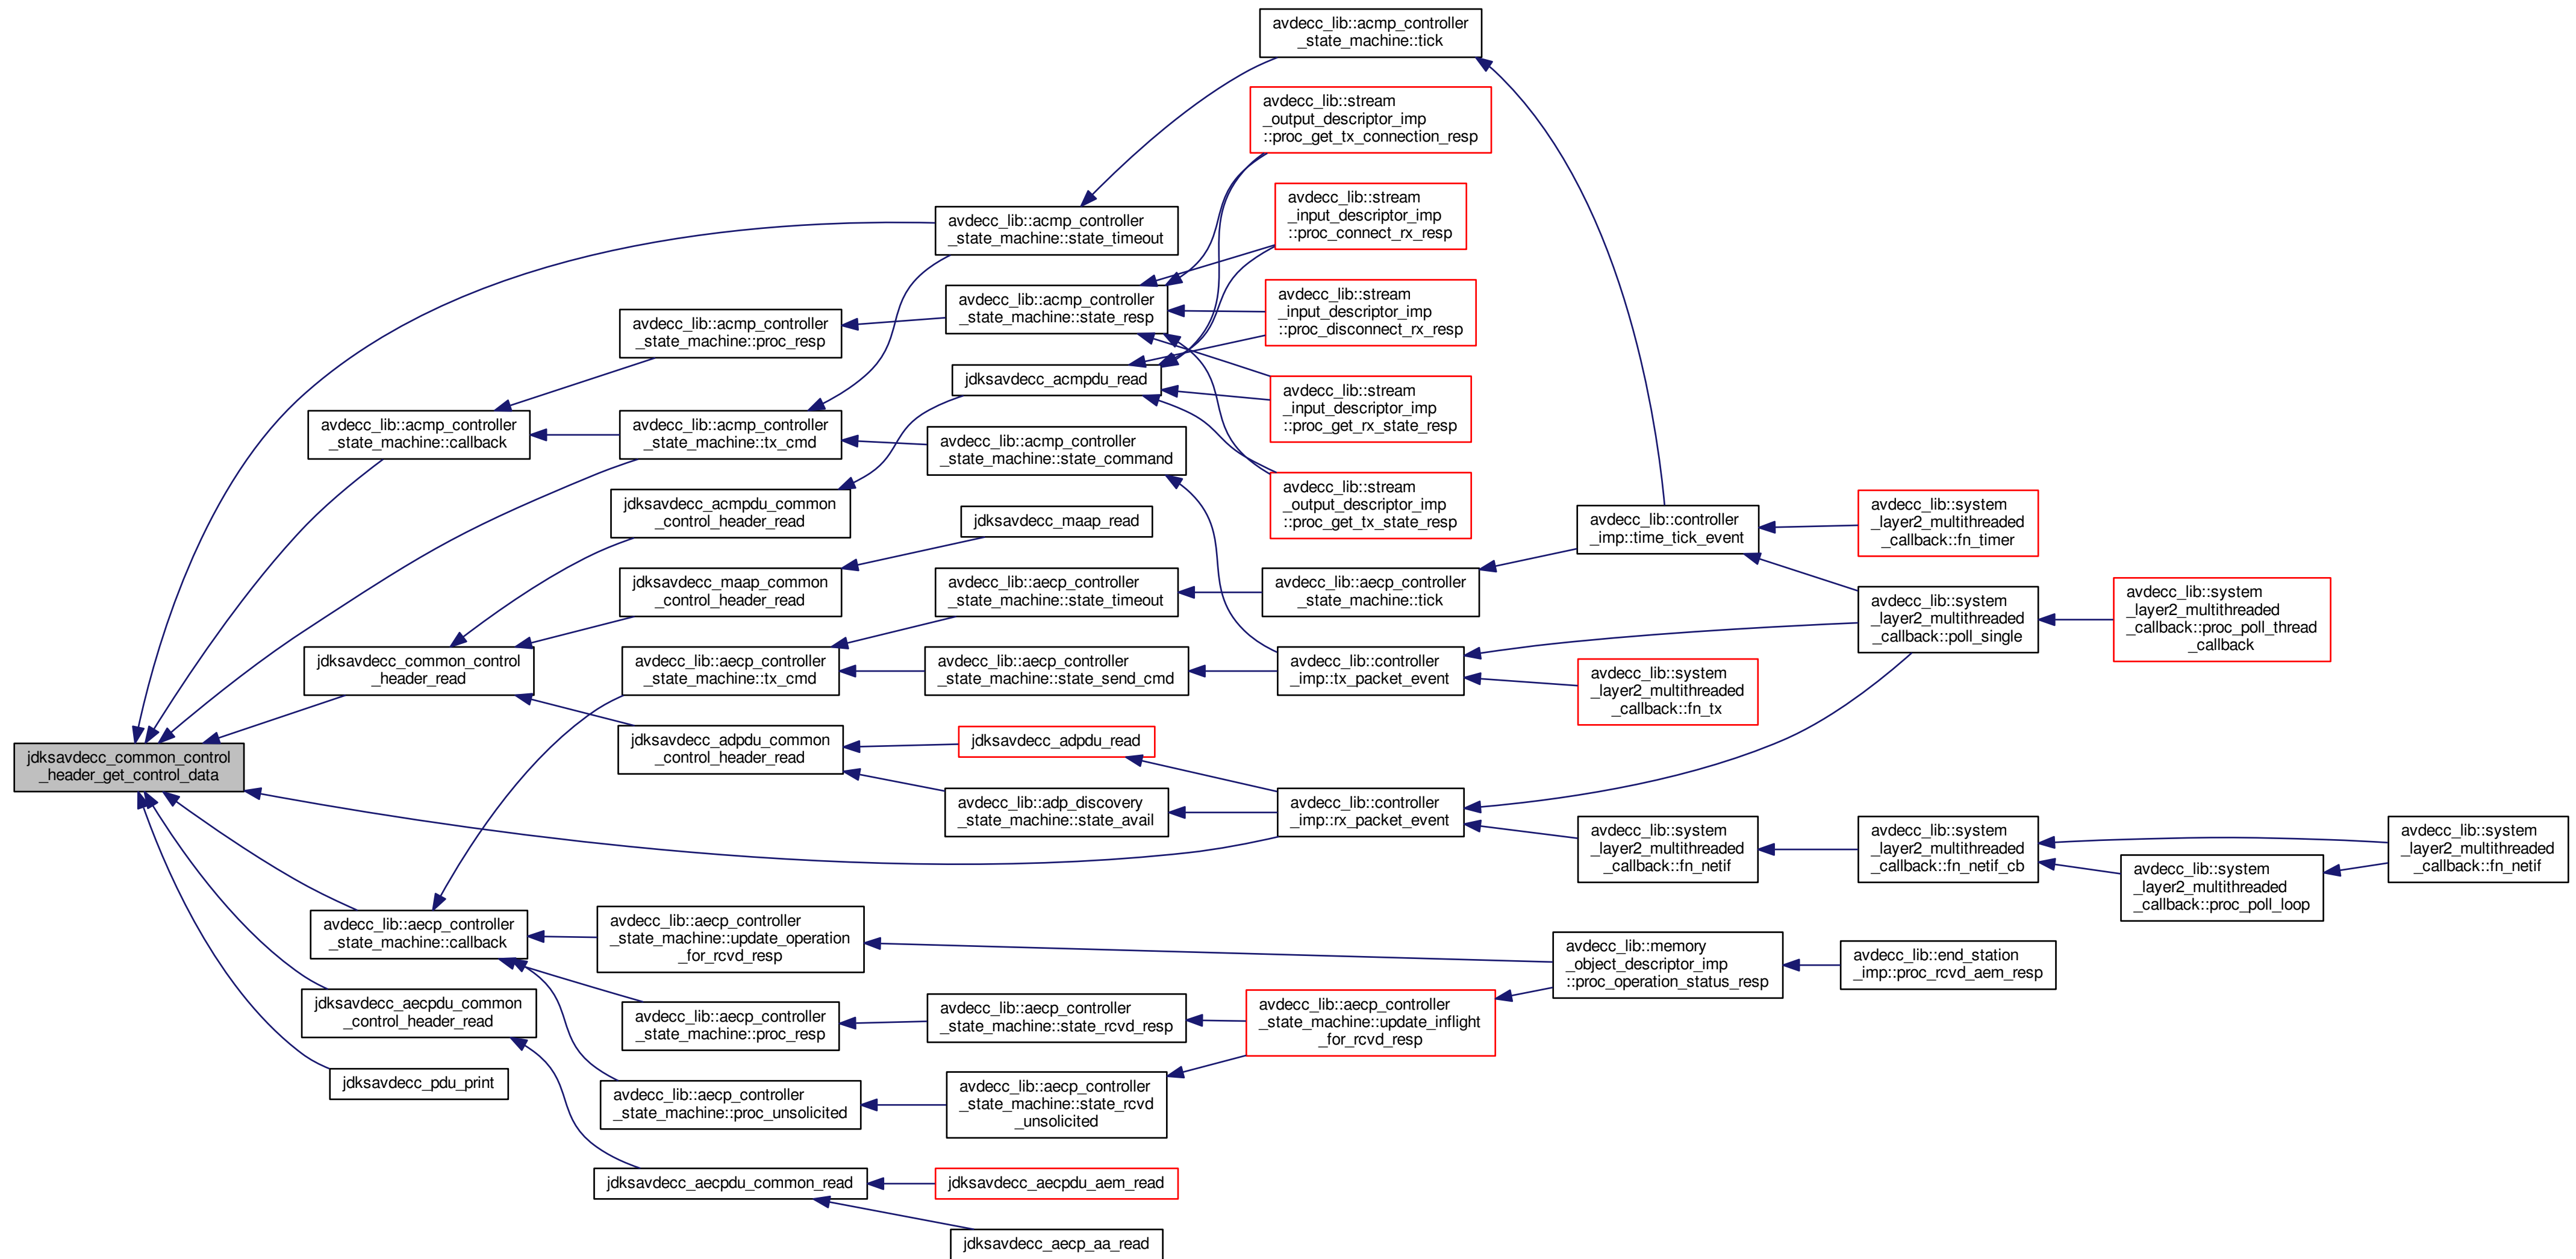 avdecc_lib::acmp_controller
_state_machine::tick
avdecc_lib::stream
_output_descriptor_imp
::proc_get_tx_connection_resp
avdecc_lib::stream
_input_descriptor_imp
::proc_connect_rx_resp
avdecc_lib::acmp_controller
_state_machine::state_timeout
avdecc_lib::acmp_controller
_state_machine::state_resp
avdecc_lib::stream
_input_descriptor_imp
::proc_disconnect_rx_resp
avdecc_lib::acmp_controller
_state_machine::proc_resp
jdksavdecc_acmpdu_read
avdecc_lib::stream
_input_descriptor_imp
::proc_get_rx_state_resp
avdecc_lib::acmp_controller
_state_machine::callback
avdecc_lib::acmp_controller
_state_machine::tx_cmd
avdecc_lib::acmp_controller
_state_machine::state_command
avdecc_lib::stream
_output_descriptor_imp
::proc_get_tx_state_resp
jdksavdecc_acmpdu_common
_control_header_read
jdksavdecc_maap_read
avdecc_lib::controller
_imp::time_tick_event
avdecc_lib::system
_layer2_multithreaded
_callback::fn_timer
jdksavdecc_maap_common
_control_header_read
avdecc_lib::aecp_controller
_state_machine::state_timeout
avdecc_lib::aecp_controller
_state_machine::tick
avdecc_lib::system
_layer2_multithreaded
_callback::poll_single
avdecc_lib::system
_layer2_multithreaded
_callback::proc_poll_thread
_callback
jdksavdecc_common_control
_header_read
avdecc_lib::aecp_controller
_state_machine::tx_cmd
avdecc_lib::aecp_controller
_state_machine::state_send_cmd
avdecc_lib::controller
_imp::tx_packet_event
avdecc_lib::system
_layer2_multithreaded
_callback::fn_tx
jdksavdecc_common_control
_header_get_control_data
jdksavdecc_adpdu_common
_control_header_read
jdksavdecc_adpdu_read
avdecc_lib::adp_discovery
_state_machine::state_avail
avdecc_lib::controller
_imp::rx_packet_event
avdecc_lib::system
_layer2_multithreaded
_callback::fn_netif
avdecc_lib::system
_layer2_multithreaded
_callback::fn_netif_cb
avdecc_lib::system
_layer2_multithreaded
_callback::proc_poll_loop
avdecc_lib::system
_layer2_multithreaded
_callback::fn_netif
avdecc_lib::aecp_controller
_state_machine::callback
avdecc_lib::aecp_controller
_state_machine::update_operation
_for_rcvd_resp
avdecc_lib::memory
_object_descriptor_imp
::proc_operation_status_resp
avdecc_lib::end_station
_imp::proc_rcvd_aem_resp
jdksavdecc_aecpdu_common
_control_header_read
avdecc_lib::aecp_controller
_state_machine::proc_resp
avdecc_lib::aecp_controller
_state_machine::state_rcvd_resp
avdecc_lib::aecp_controller
_state_machine::update_inflight
_for_rcvd_resp
jdksavdecc_pdu_print
avdecc_lib::aecp_controller
_state_machine::proc_unsolicited
avdecc_lib::aecp_controller
_state_machine::state_rcvd
_unsolicited
jdksavdecc_aecpdu_common_read
jdksavdecc_aecpdu_aem_read
jdksavdecc_aecp_aa_read